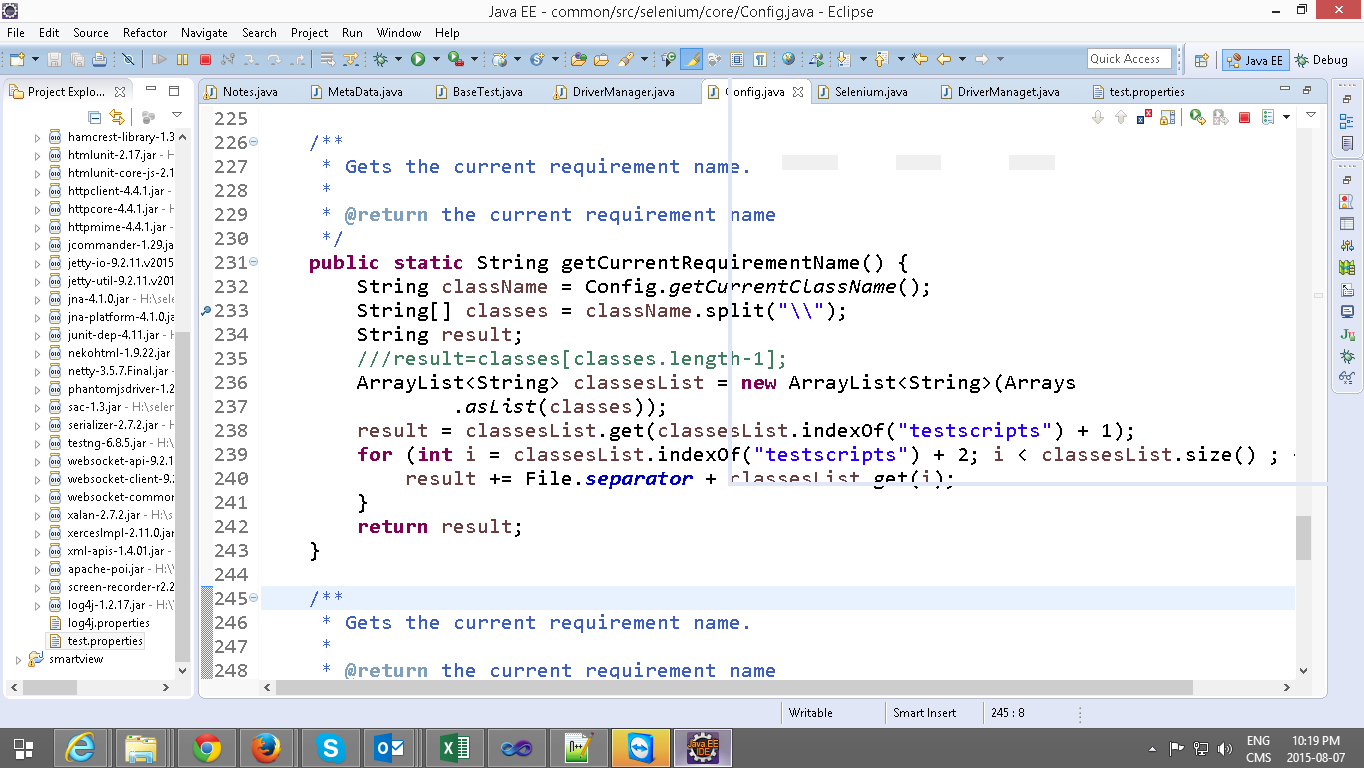 Java EE - common/src/selenium/core/Config.java - Eclipse
File Edit Source Refactor Navigate Search Project Run Window Help
Quick Access
Java EE
Debug
Project Explo...
Notes.java MetaData.java BaseTest.java DriverManager.java onfig.java Selenium.java DriverManaget.java test.properties
hamcrest-library-1.3
htmlunit-2.17.jar - H
htmlunit-core-js-2.1
httpclient-4.4.1.jar -
httpcore-4.4.1.jar - H
httpmime-4.4.1.jar -
jcommander-1.29.ja
jetty-io-9.2.11.v2015
jetty-util-9.2.11.v201
jna-4.1.0.jar - H:\sele
jna-platform-4.1.0.ja
junit-dep-4.11.jar - H
nekohtml-1.9.22.jar
netty-3.5.7.Final.jar -
phantomjsdriver-1.2
sac-1.3.jar - H:\seler
serializer-2.7.2.jar - H
testng-6.8.5.jar - H:\
websocket-api-9.2.1
websocket-client-9.2
websocket-common
xalan-2.7.2.jar - H:\s
xercesImpl-2.11.0.jar
xml-apis-1.4.01.jar -
apache-poi.jar - H:\
screen-recorder-r2.2
log4j-1.2.17.jar - H:\
log4j.properties
test.properties
smartview
225
226 /**
227 * Gets the current requirement name.
228 *
229 * @return the current requirement name
230 */
231 public static String getCurrentRequirementName() {
232 String className = Config.getCurrentClassName();
233 String[] classes = className.split("\\");
234 String result;
235 ///result=classes[classes.length-1];
236 ArrayList<String> classesList = new ArrayList<String>(Arrays
237 .asList(classes));
238 result = classesList.get(classesList.indexOf("testscripts") + 1);
239 for (int i = classesList.indexOf("testscripts") + 2; i < classesList.size() ;
240 result += File.separator + classesList.get(i);
241 }
242 return result;
243 }
244
245 /**
246 * Gets the current requirement name.
247 *
248 * @return the current requirement name
Writable Smart Insert 245 : 8
ENG 10:19 PM
CMS 2015-08-07